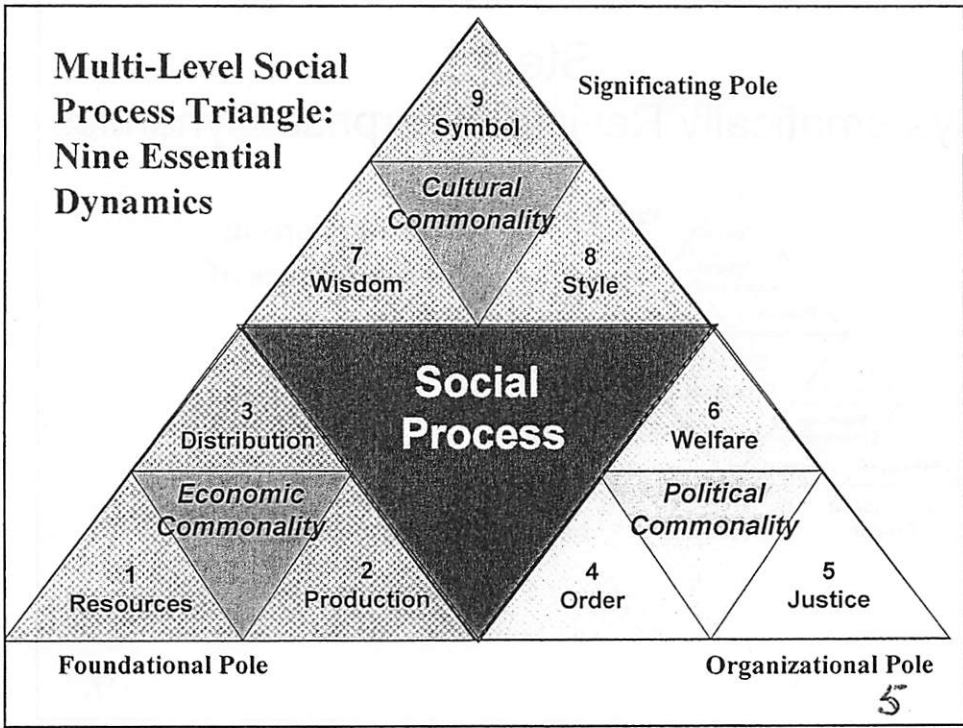 Multi-Level Social
Process Triangle:
Nine Essential
Dynamics
Significating Pole
9
Symbol
Cultural
Commonality
7
Wisdom
8
Style
Social
Process
3
Distribution
6
Welfare
Economic
Commonality
Political
Commonality
1
Resources
2
Production
4
Order
5
Justice
Foundational Pole
Organizational Pole
5